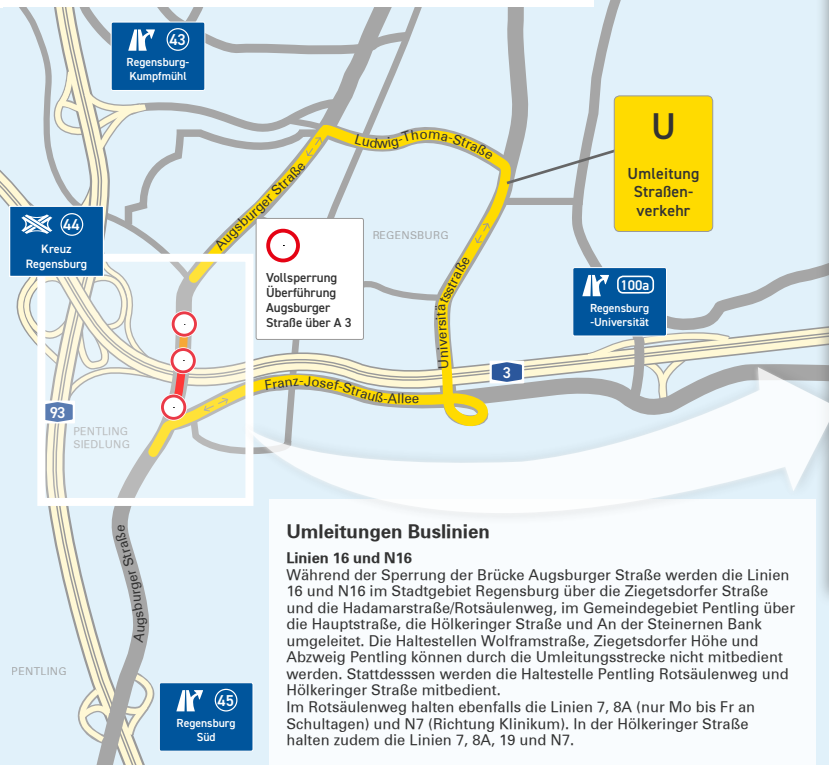 43
Regensburg-
Kumpfmühl
Ludwig-Thoma-Straße
U
Umleitung
Straßen-
verkehr
Augsburger Straße
44
Kreuz
Regensburg
REGENSBURG
Vollsperrung
Überführung
Augsburger
Straße über A 3
Universitätsstraße
100a
Regensburg
-Universität
3
Franz-Josef-Strauß-Allee
93
PENTLING
SIEDLUNG
Augsburger Straße
PENTLING
45
Regensburg
Süd
Umleitungen Buslinien
Linien 16 und N16
Während der Sperrung der Brücke Augsburger Straße werden die Linien
16 und N16 im Stadtgebiet Regensburg über die Ziegetsdorfer Straße
und die Hadamarstraße/Rotsäulenweg, im Gemeindegebiet Pentling über
die Hauptstraße, die Hölkeringer Straße und An der Steinernen Bank
umgeleitet. Die Haltestellen Wolframstraße, Ziegetsdorfer Höhe und
Abzweig Pentling können durch die Umleitungsstrecke nicht mitbedient
werden. Stattdesssen werden die Haltestelle Pentling Rotsäulenweg und
Hölkeringer Straße mitbedient.
Im Rotsäulenweg halten ebenfalls die Linien 7, 8A (nur Mo bis Fr an
Schultagen) und N7 (Richtung Klinikum). In der Hölkeringer Straße
halten zudem die Linien 7, 8A, 19 und N7.